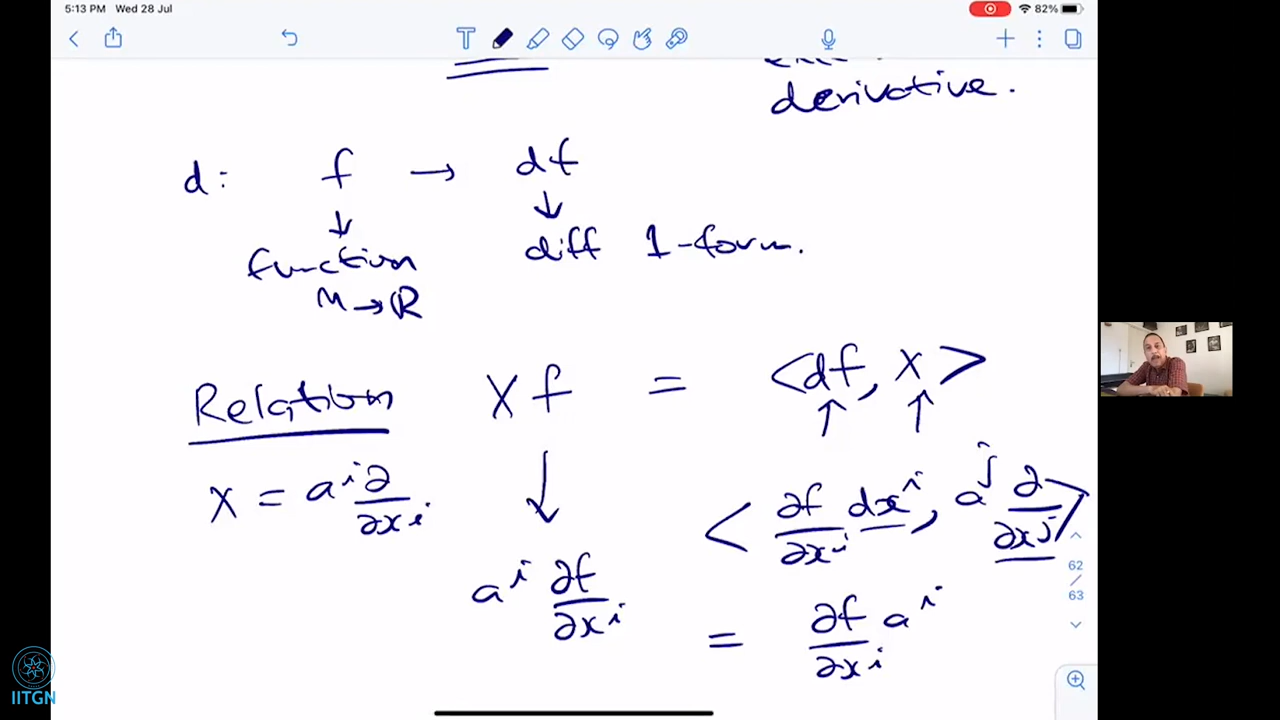 5:13 PM Wed 28 Jul
82%
derivative.
d: f → df
↓ ↓
function diff 1-form.
M → R
Relation Xf = <df, X>
↓ ↑ ↑
X = a^i ∂/∂x^i
< ∂f/∂x^i dx^i, a^j ∂/∂x^j >
a^i ∂f/∂x^i
= ∂f/∂x^i a^i
62
/
63
IITGN